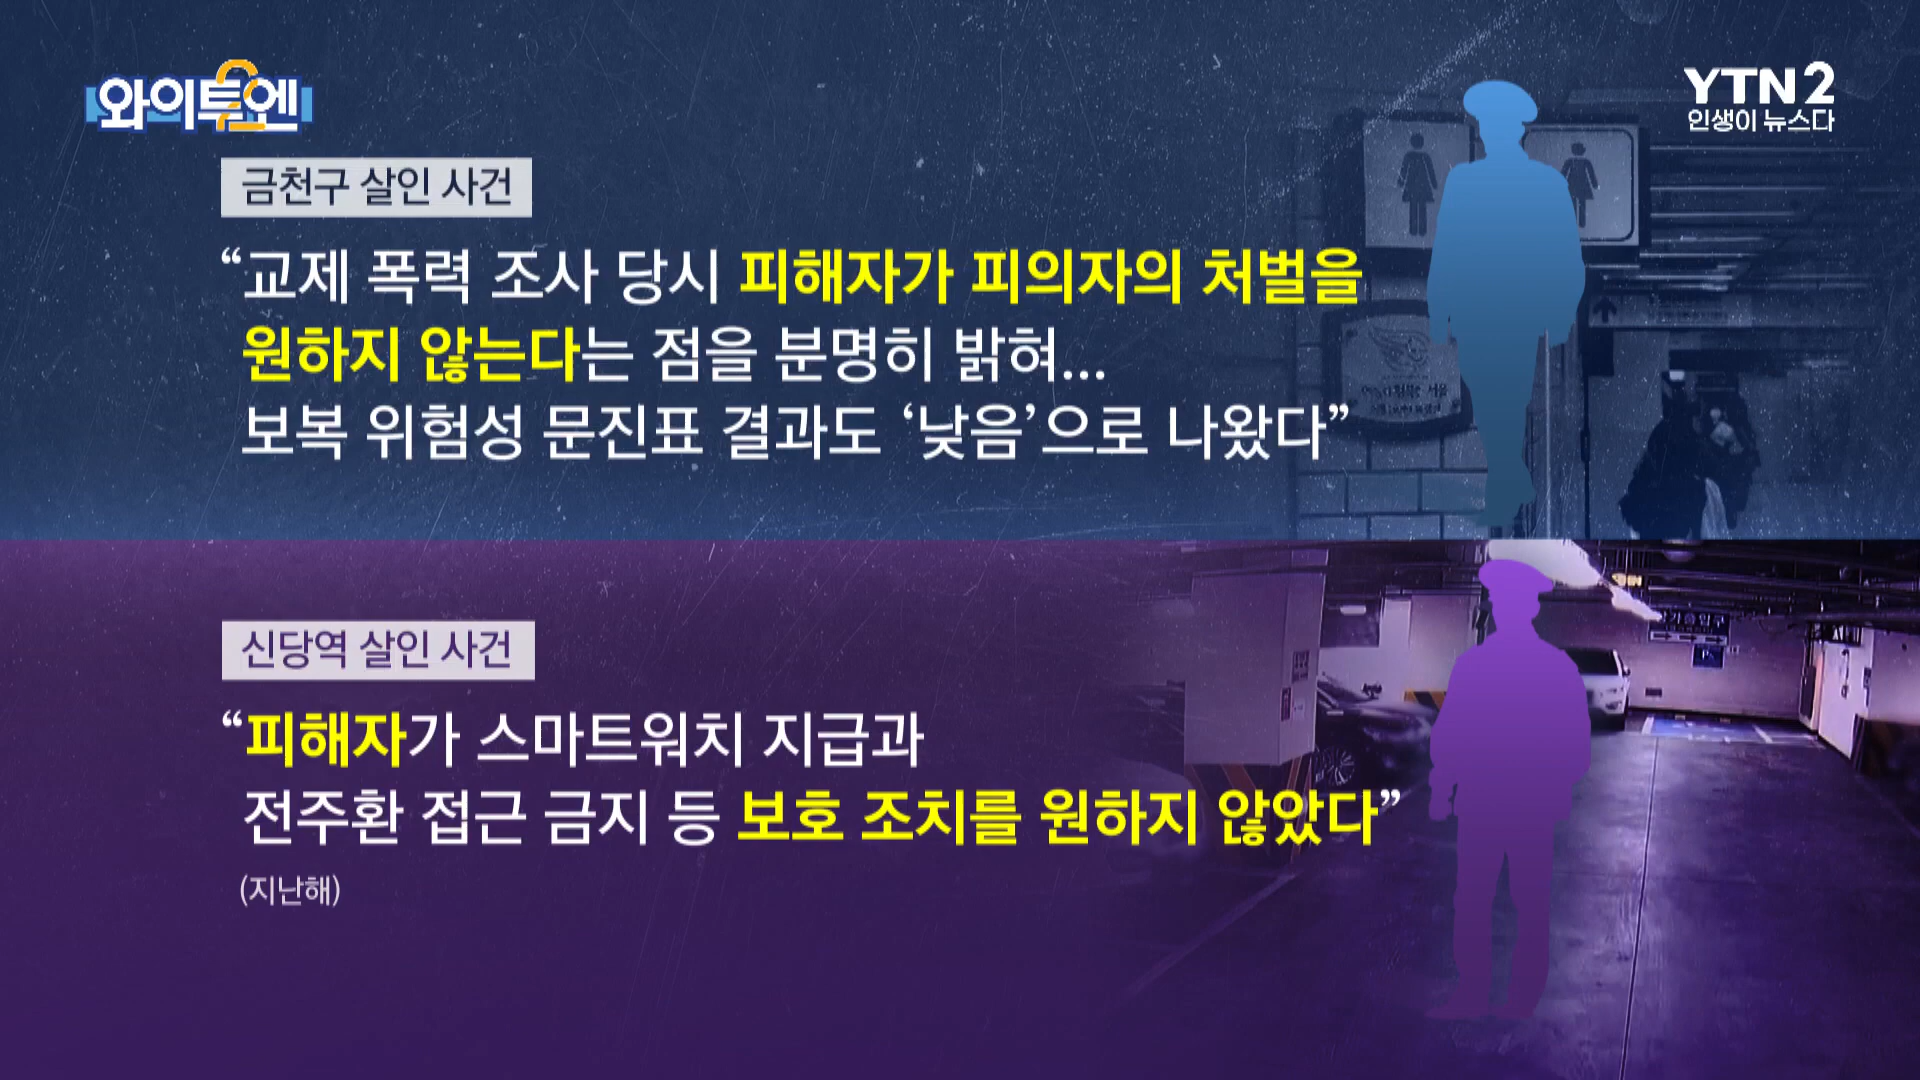 와이투엔
YTN2
인생이 뉴스다
금천구 살인 사건
“교제 폭력 조사 당시 피해자가 피의자의 처벌을
원하지 않는다는 점을 분명히 밝혀...
보복 위험성 문진표 결과도 ‘낮음’으로 나왔다”
신당역 살인 사건
“피해자가 스마트워치 지급과
전주환 접근 금지 등 보호 조치를 원하지 않았다”
(지난해)